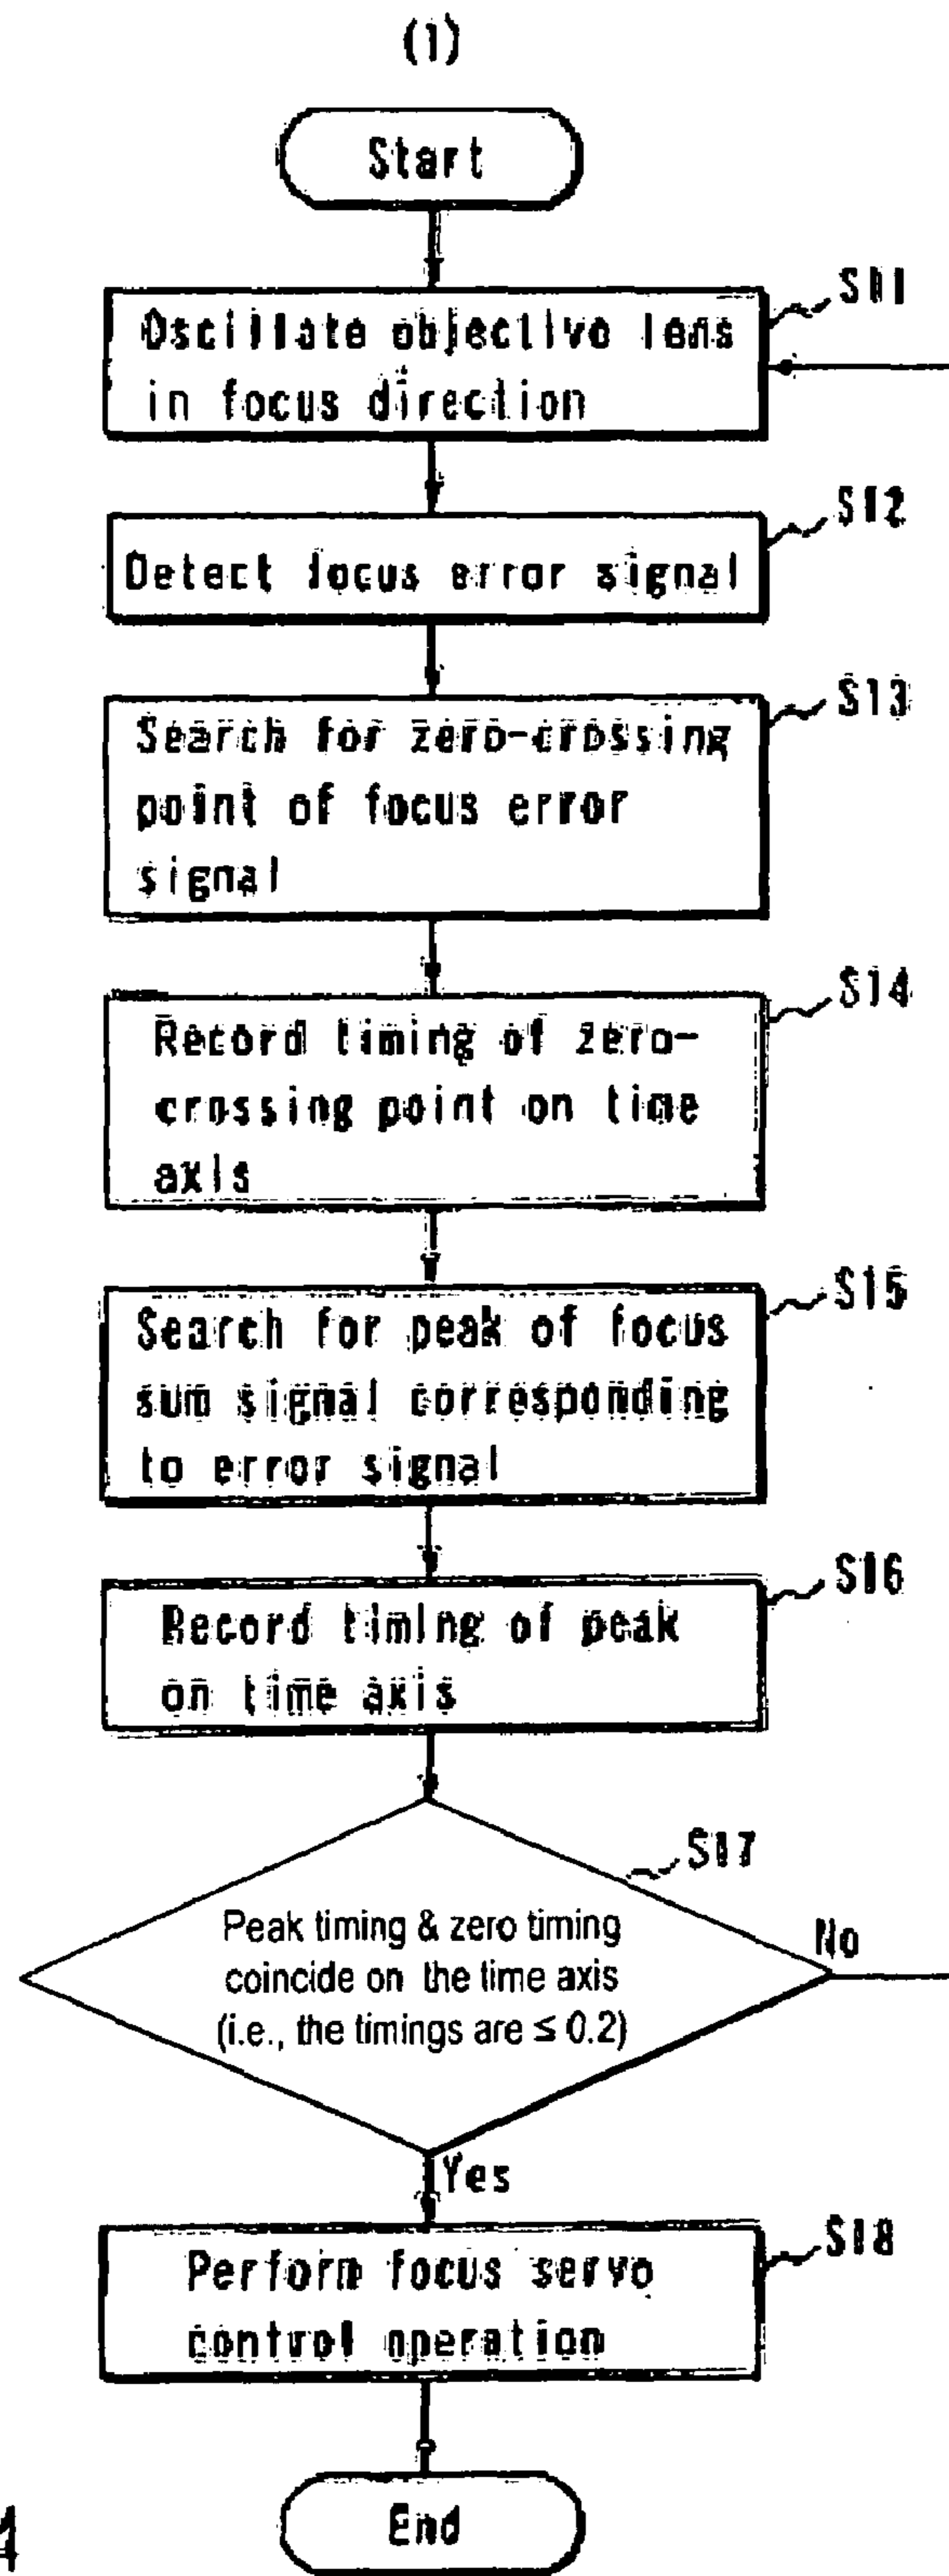 (1)
Start
S11
Oscillate objective lens
in focus direction
S12
Detect focus error signal
S13
Search for zero-crossing
point of focus error
signal
S14
Record timing of zero-
crossing point on time
axis
S15
Search for peak of focus
sum signal corresponding
to error signal
S16
Record timing of peak
on time axis
S17
Peak timing & zero timing
coincide on the time axis
(i.e., the timings are ≤ 0.2)
No
Yes
S18
Perform focus servo
control operation
End